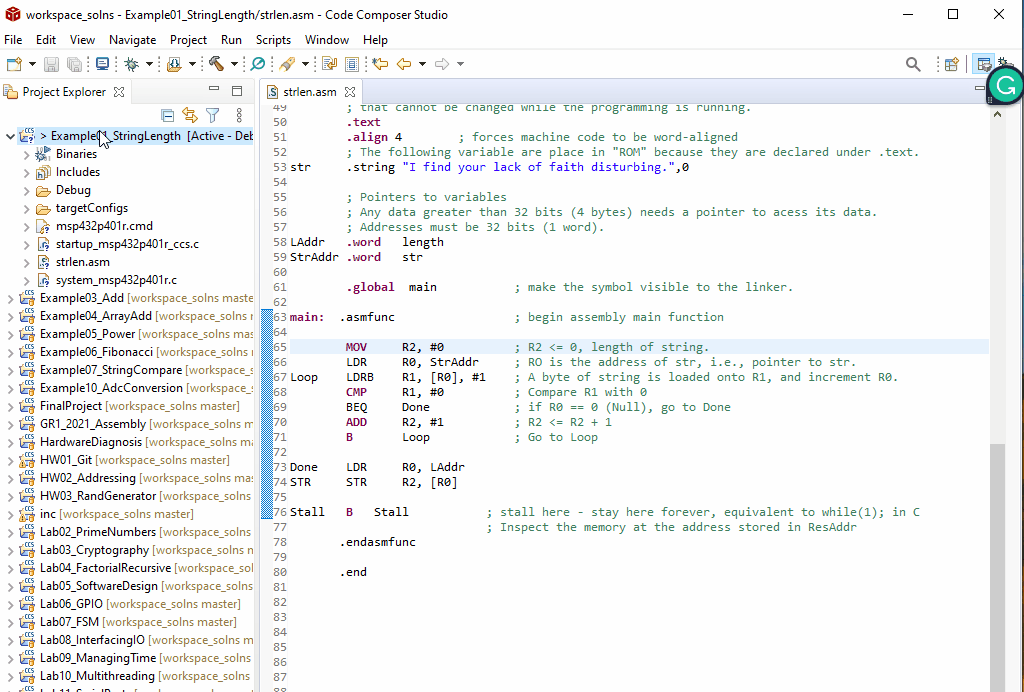 workspace_solns - Example01_StringLength/strlen.asm - Code Composer Studio
File Edit View Navigate Project Run Scripts Window Help
Project Explorer
> Example01_StringLength [Active - Deb
Binaries
Includes
Debug
targetConfigs
msp432p401r.cmd
startup_msp432p401r_ccs.c
strlen.asm
system_msp432p401r.c
Example03_Add [workspace_solns maste
Example04_ArrayAdd [workspace_solns
Example05_Power [workspace_solns mas
Example06_Fibonacci [workspace_solns
Example07_StringCompare [workspace_
Example10_AdcConversion [workspace_s
FinalProject [workspace_solns master]
GR1_2021_Assembly [workspace_solns m
HardwareDiagnosis [workspace_solns ma
HW01_Git [workspace_solns master]
HW02_Addressing [workspace_solns mas
HW03_RandGenerator [workspace_solns
inc [workspace_solns master]
Lab02_PrimeNumbers [workspace_solns
Lab03_Cryptography [workspace_solns m
Lab04_FactorialRecursive [workspace_soln
Lab05_SoftwareDesign [workspace_solns
Lab06_GPIO [workspace_solns master]
Lab07_FSM [workspace_solns master]
Lab08_InterfacingIO [workspace_solns m
Lab09_ManagingTime [workspace_solns
Lab10_Multithreading [workspace_solns
strlen.asm
49 ; that cannot be changed while the programming is running.
50 .text
51 .align 4 ; forces machine code to be word-aligned
52 ; The following variable are place in "ROM" because they are declared under .text.
53 str .string "I find your lack of faith disturbing.",0
54
55 ; Pointers to variables
56 ; Any data greater than 32 bits (4 bytes) needs a pointer to acess its data.
57 ; Addresses must be 32 bits (1 word).
58 LAddr .word length
59 StrAddr .word str
60
61 .global main ; make the symbol visible to the linker.
62
63 main: .asmfunc ; begin assembly main function
64
65 MOV R2, #0 ; R2 <= 0, length of string.
66 LDR R0, StrAddr ; RO is the address of str, i.e., pointer to str.
67 Loop LDRB R1, [R0], #1 ; A byte of string is loaded onto R1, and increment R0.
68 CMP R1, #0 ; Compare R1 with 0
69 BEQ Done ; if R0 == 0 (Null), go to Done
70 ADD R2, #1 ; R2 <= R2 + 1
71 B Loop ; Go to Loop
72
73 Done LDR R0, LAddr
74 STR STR R2, [R0]
75
76 Stall B Stall ; stall here - stay here forever, equivalent to while(1); in C
77 ; Inspect the memory at the address stored in ResAddr
78 .endasmfunc
79
80 .end
81
82
83
84
85
86
87